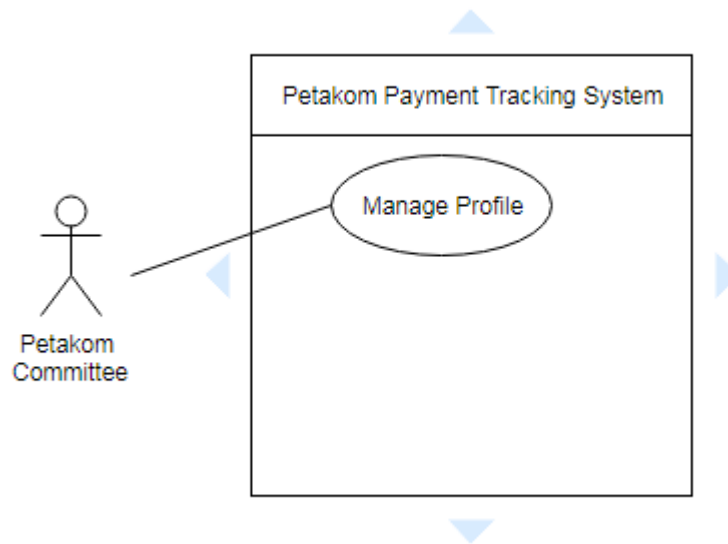 Petakom Payment Tracking System
Manage Profile
Petakom
Committee